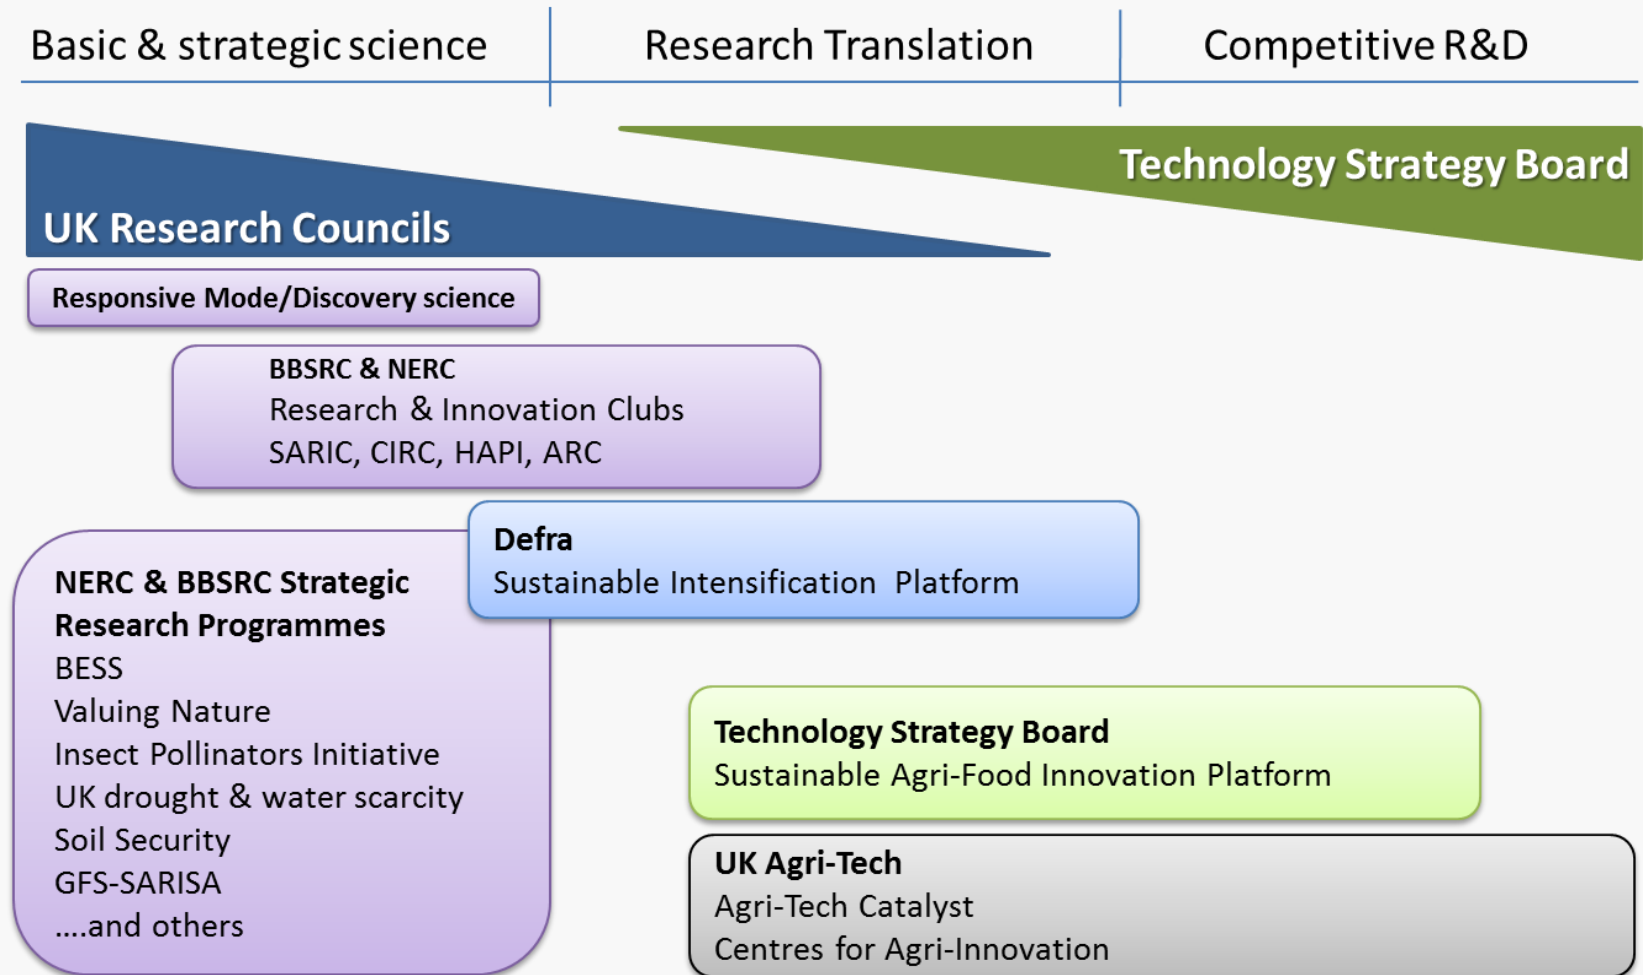 Basic & strategic science
Research Translation
Competitive R&D
Technology Strategy Board
UK Research Councils
Responsive Mode/Discovery science
BBSRC & NERC
Research & Innovation Clubs
SARIC, CIRC, HAPI, ARC
Defra
Sustainable Intensification Platform
NERC & BBSRC Strategic
Research Programmes
BESS
Valuing Nature
Insect Pollinators Initiative
UK drought & water scarcity
Soil Security
GFS-SARISA
....and others
Technology Strategy Board
Sustainable Agri-Food Innovation Platform
UK Agri-Tech
Agri-Tech Catalyst
Centres for Agri-Innovation